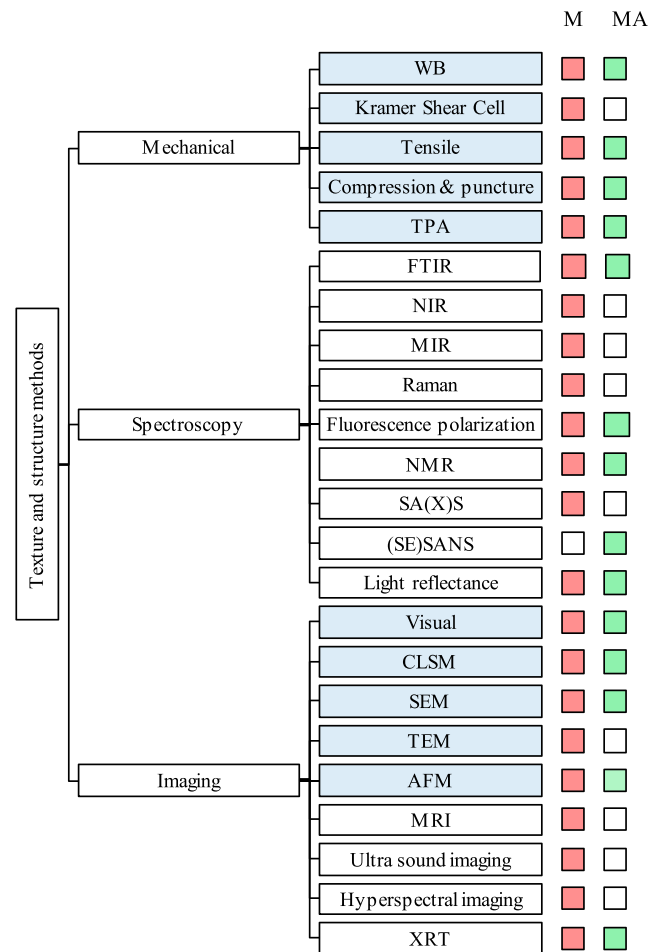 M MA
WB
Kramer Shear Cell
Mechanical
Tensile
Compression & puncture
TPA
FTIR
NIR
MIR
Raman
Texture and structure methods
Spectroscopy
Fluorescence polarization
NMR
SA(X)S
(SE)SANS
Light reflectance
Visual
CLSM
SEM
TEM
Imaging
AFM
MRI
Ultra sound imaging
Hyperspectral imaging
XRT